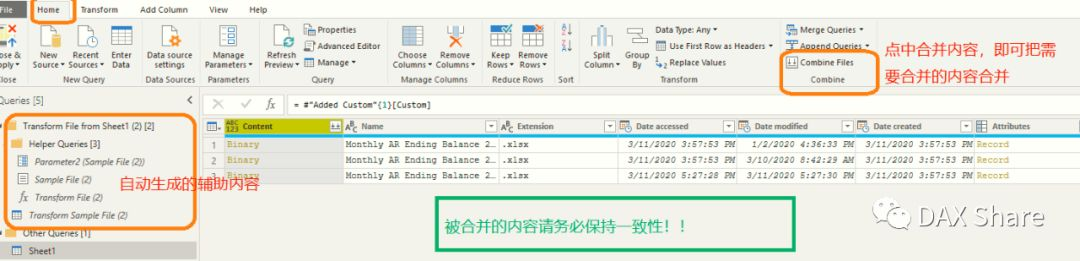 File Home Transform Add Column View Tools Help
Close & Apply New Source Recent Sources Enter Data Data source settings Manage Parameters Refresh Preview Properties Advanced Editor Manage Choose Columns Remove Columns Keep Rows Remove Rows Split Column Group By Data Type: Any Use First Row as Headers Replace Values Merge Queries Append Queries Combine Files
Close New Query Data Sources Parameters Query Manage Columns Reduce Rows Sort Transform Combine
点中合并内容，即可把需
要合并的内容合并
Queries [5]
= #"Added Custom"{1}[Custom]
Transform File from Sheet1 (2) [2]
Helper Queries [3]
Parameter2 (Sample File (2))
Sample File (2)
Transform File (2)
Transform Sample File (2)
Other Queries [1]
Sheet1
自动生成的辅助内容
ABC 123 Content ABC Name ABC Extension Date accessed Date modified Date created Attributes
1 Binary Monthly AR Ending Balance 2... .xlsx 3/11/2020 3:57:53 PM 1/2/2020 4:36:33 PM 3/11/2020 3:57:53 PM Record
2 Binary Monthly AR Ending Balance 2... .xlsx 3/11/2020 3:57:53 PM 3/10/2020 8:42:29 AM 3/11/2020 3:57:53 PM Record
3 Binary Monthly AR Ending Balance 2... .xlsx 3/11/2020 5:27:28 PM 3/11/2020 5:27:30 PM 3/11/2020 3:57:53 PM Record
被合并的内容请务必保持一致性！！
DAX Share